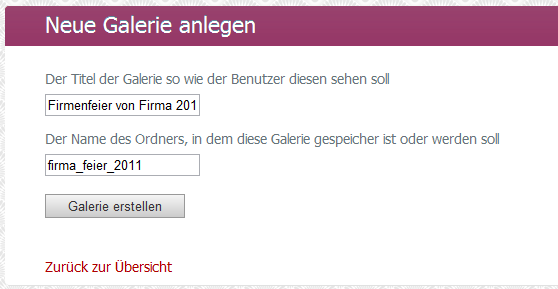 Neue Galerie anlegen
Der Titel der Galerie so wie der Benutzer diesen sehen soll
Firmenfeier von Firma 201
Der Name des Ordners, in dem diese Galerie gespeicher ist oder werden soll
firma_feier_2011
Galerie erstellen
Zurück zur Übersicht